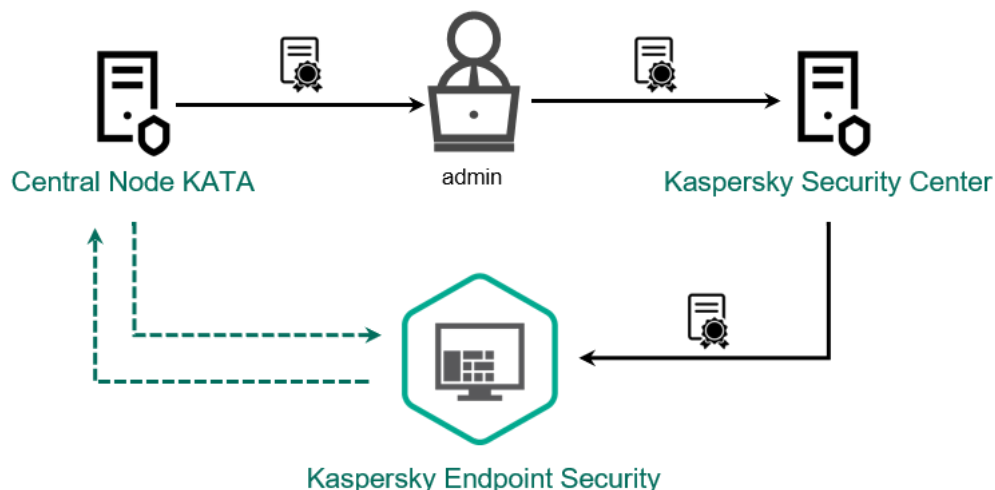 Central Node KATA
admin
Kaspersky Security Center
Kaspersky Endpoint Security